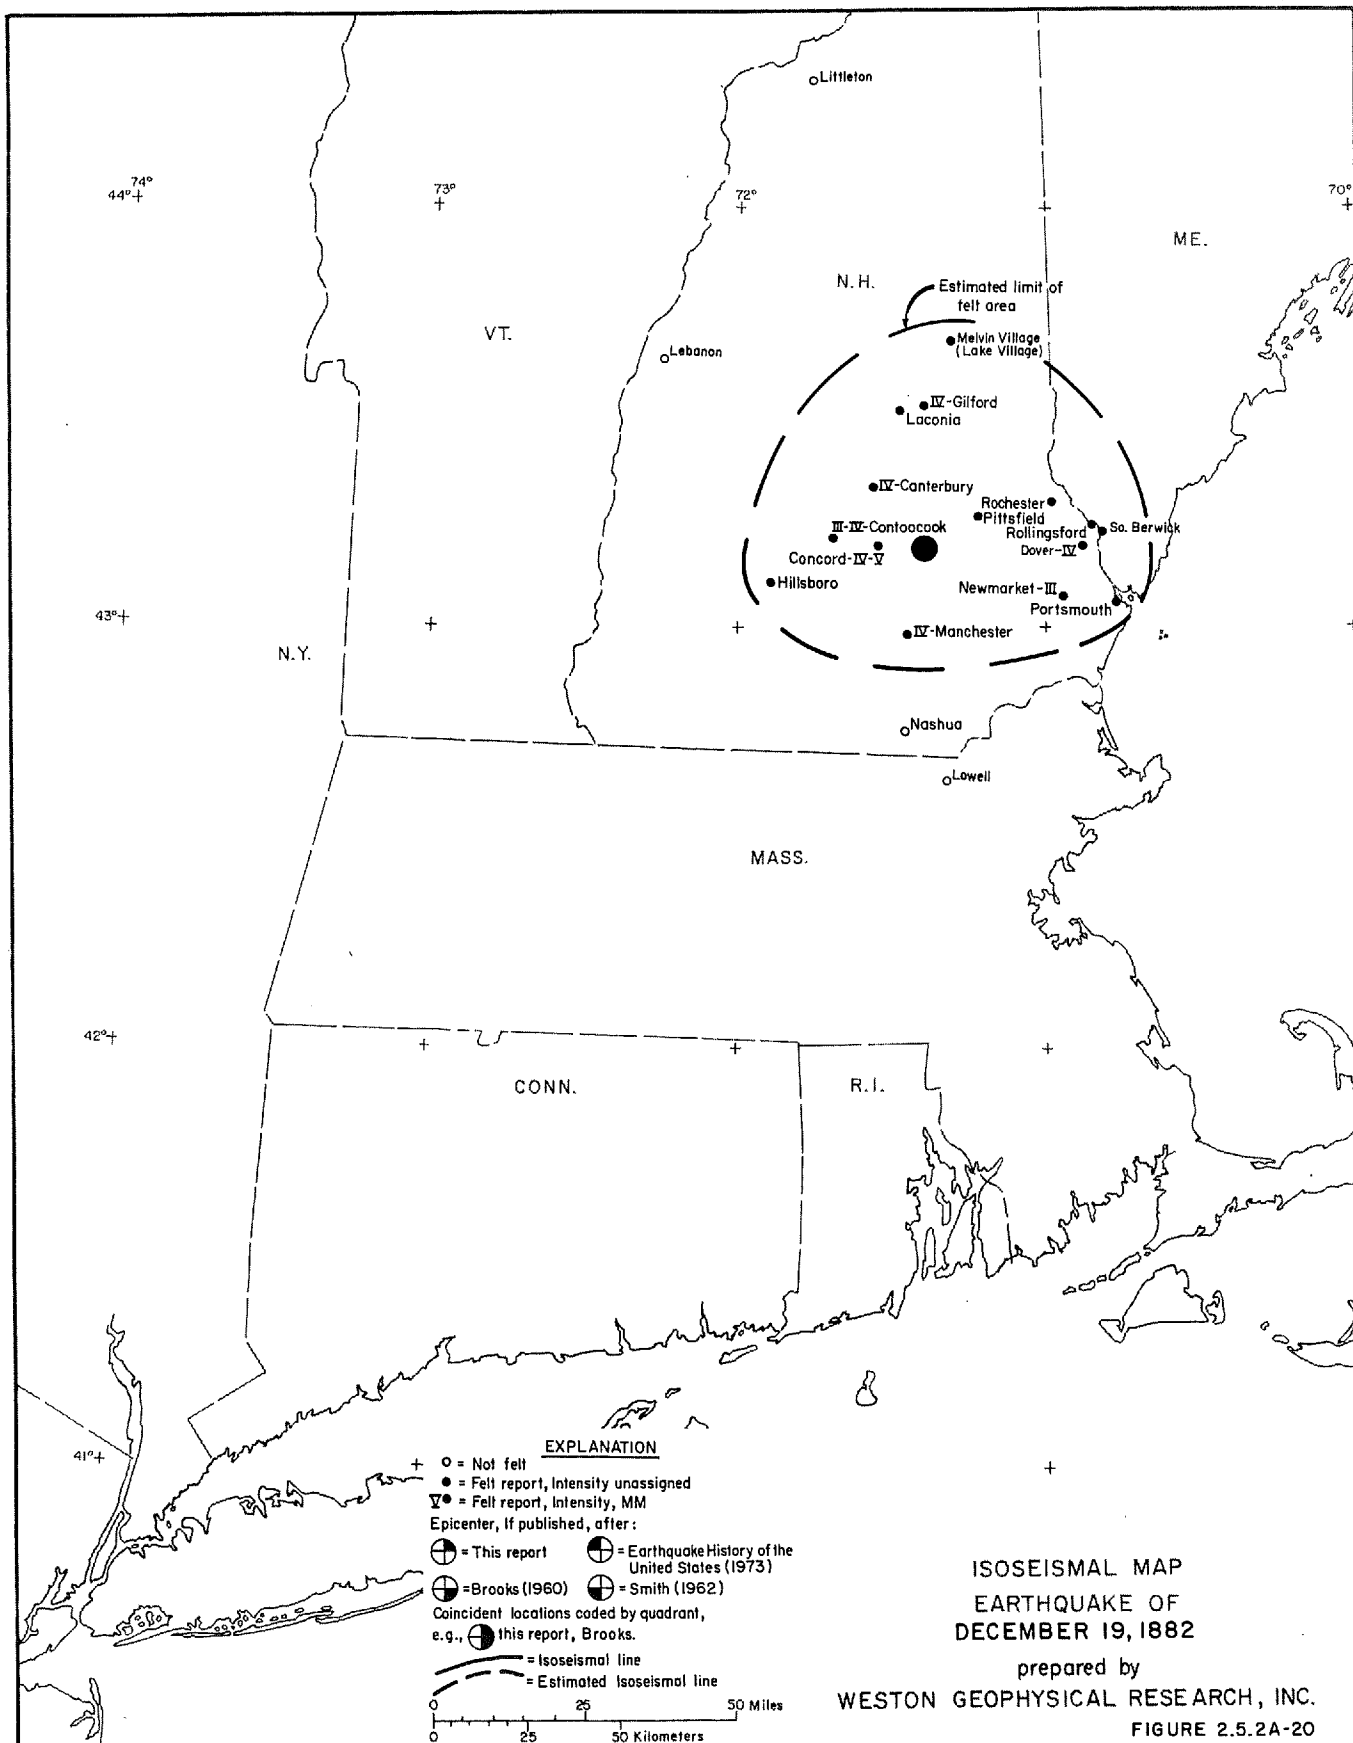 Littleton
74°
44°
73°
72°
70°
ME.
N.H.
Estimated limit of
felt area
VT.
Melvin Village
(Lake Village)
Lebanon
IV-Gilford
Laconia
IV-Canterbury
Rochester
Pittsfield
III-IV-Contoocook
Rollingsford
So. Berwick
Concord-IV-V
Dover-IV
Hillsboro
Newmarket-III
Portsmouth
43°
IV-Manchester
N.Y.
Nashua
Lowell
MASS.
42°
CONN.
R.I.
41°
EXPLANATION
= Not felt
= Felt report, Intensity unassigned
V = Felt report, Intensity, MM
Epicenter, If published, after:
= This report
= Earthquake History of the
United States (1973)
= Brooks (1960)
= Smith (1962)
Coincident locations coded by quadrant,
e.g., this report, Brooks.
= Isoseismal line
= Estimated Isoseismal line
0 25 50 Miles
0 25 50 Kilometers
ISOSEISMAL MAP
EARTHQUAKE OF
DECEMBER 19, 1882
prepared by
WESTON GEOPHYSICAL RESEARCH, INC.
FIGURE 2.5.2A-20